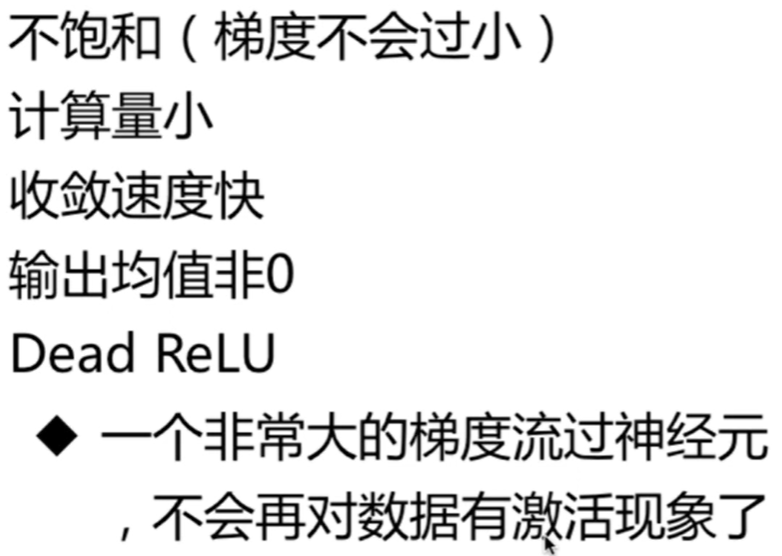 不饱和（梯度不会过小）
计算量小
收敛速度快
输出均值非0
Dead ReLU
◆ 一个非常大的梯度流过神经元
，不会再对数据有激活现象了